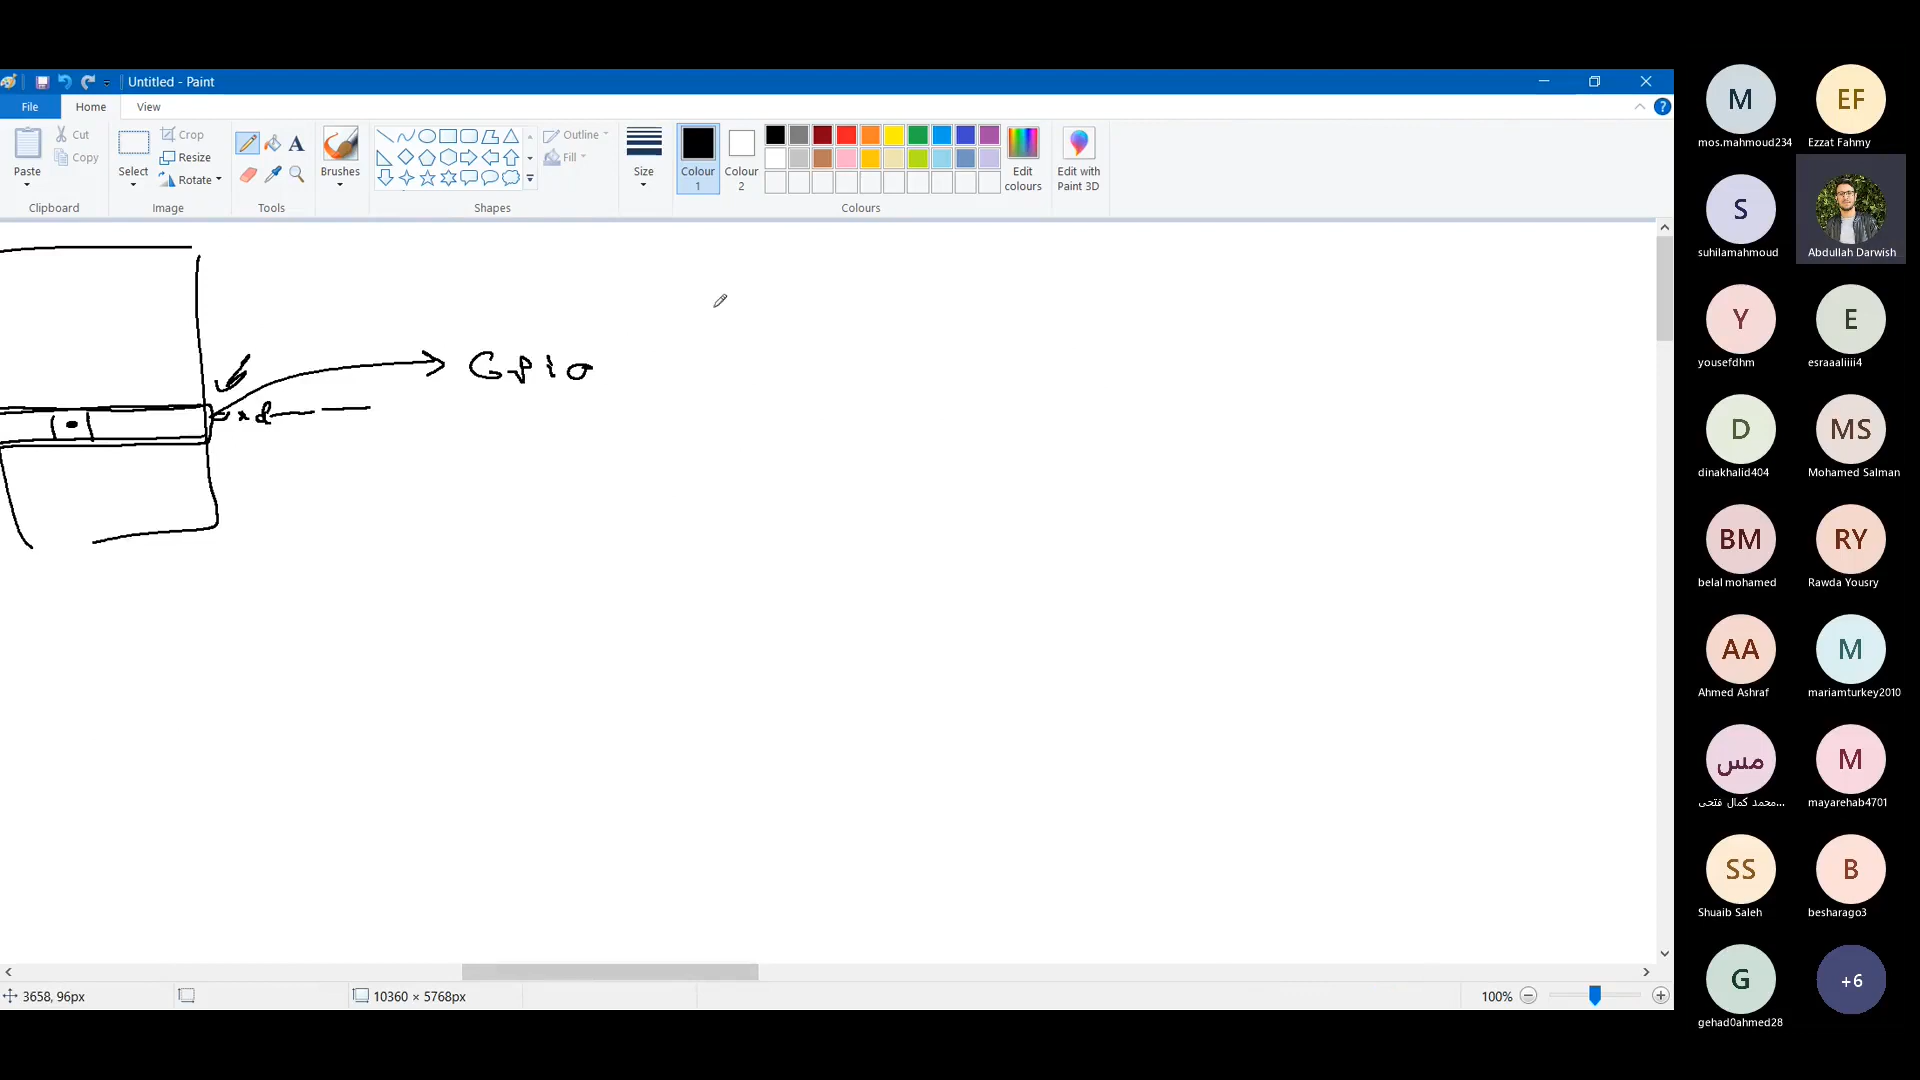 Untitled - Paint
File Home View
Paste
Cut
Copy
Clipboard
Select
Crop
Resize
Rotate
Image
Tools
Brushes
Shapes
Outline
Fill
Size
Colour 1
Colour 2
Edit colours
Colours
Edit with Paint 3D
GPIO
3658, 96px
10360 × 5768px
100%
M
mos.mahmoud234
EF
Ezzat Fahmy
S
suhilamahmoud
Abdullah Darwish
Y
yousefdhm
E
esraaaliiii4
D
dinakhalid404
MS
Mohamed Salman
BM
belal mohamed
RY
Rawda Yousry
AA
Ahmed Ashraf
M
mariamturkey2010
مس
محمد كمال فتحى...
M
mayarehab4701
SS
Shuaib Saleh
B
besharago3
G
gehad0ahmed28
+6